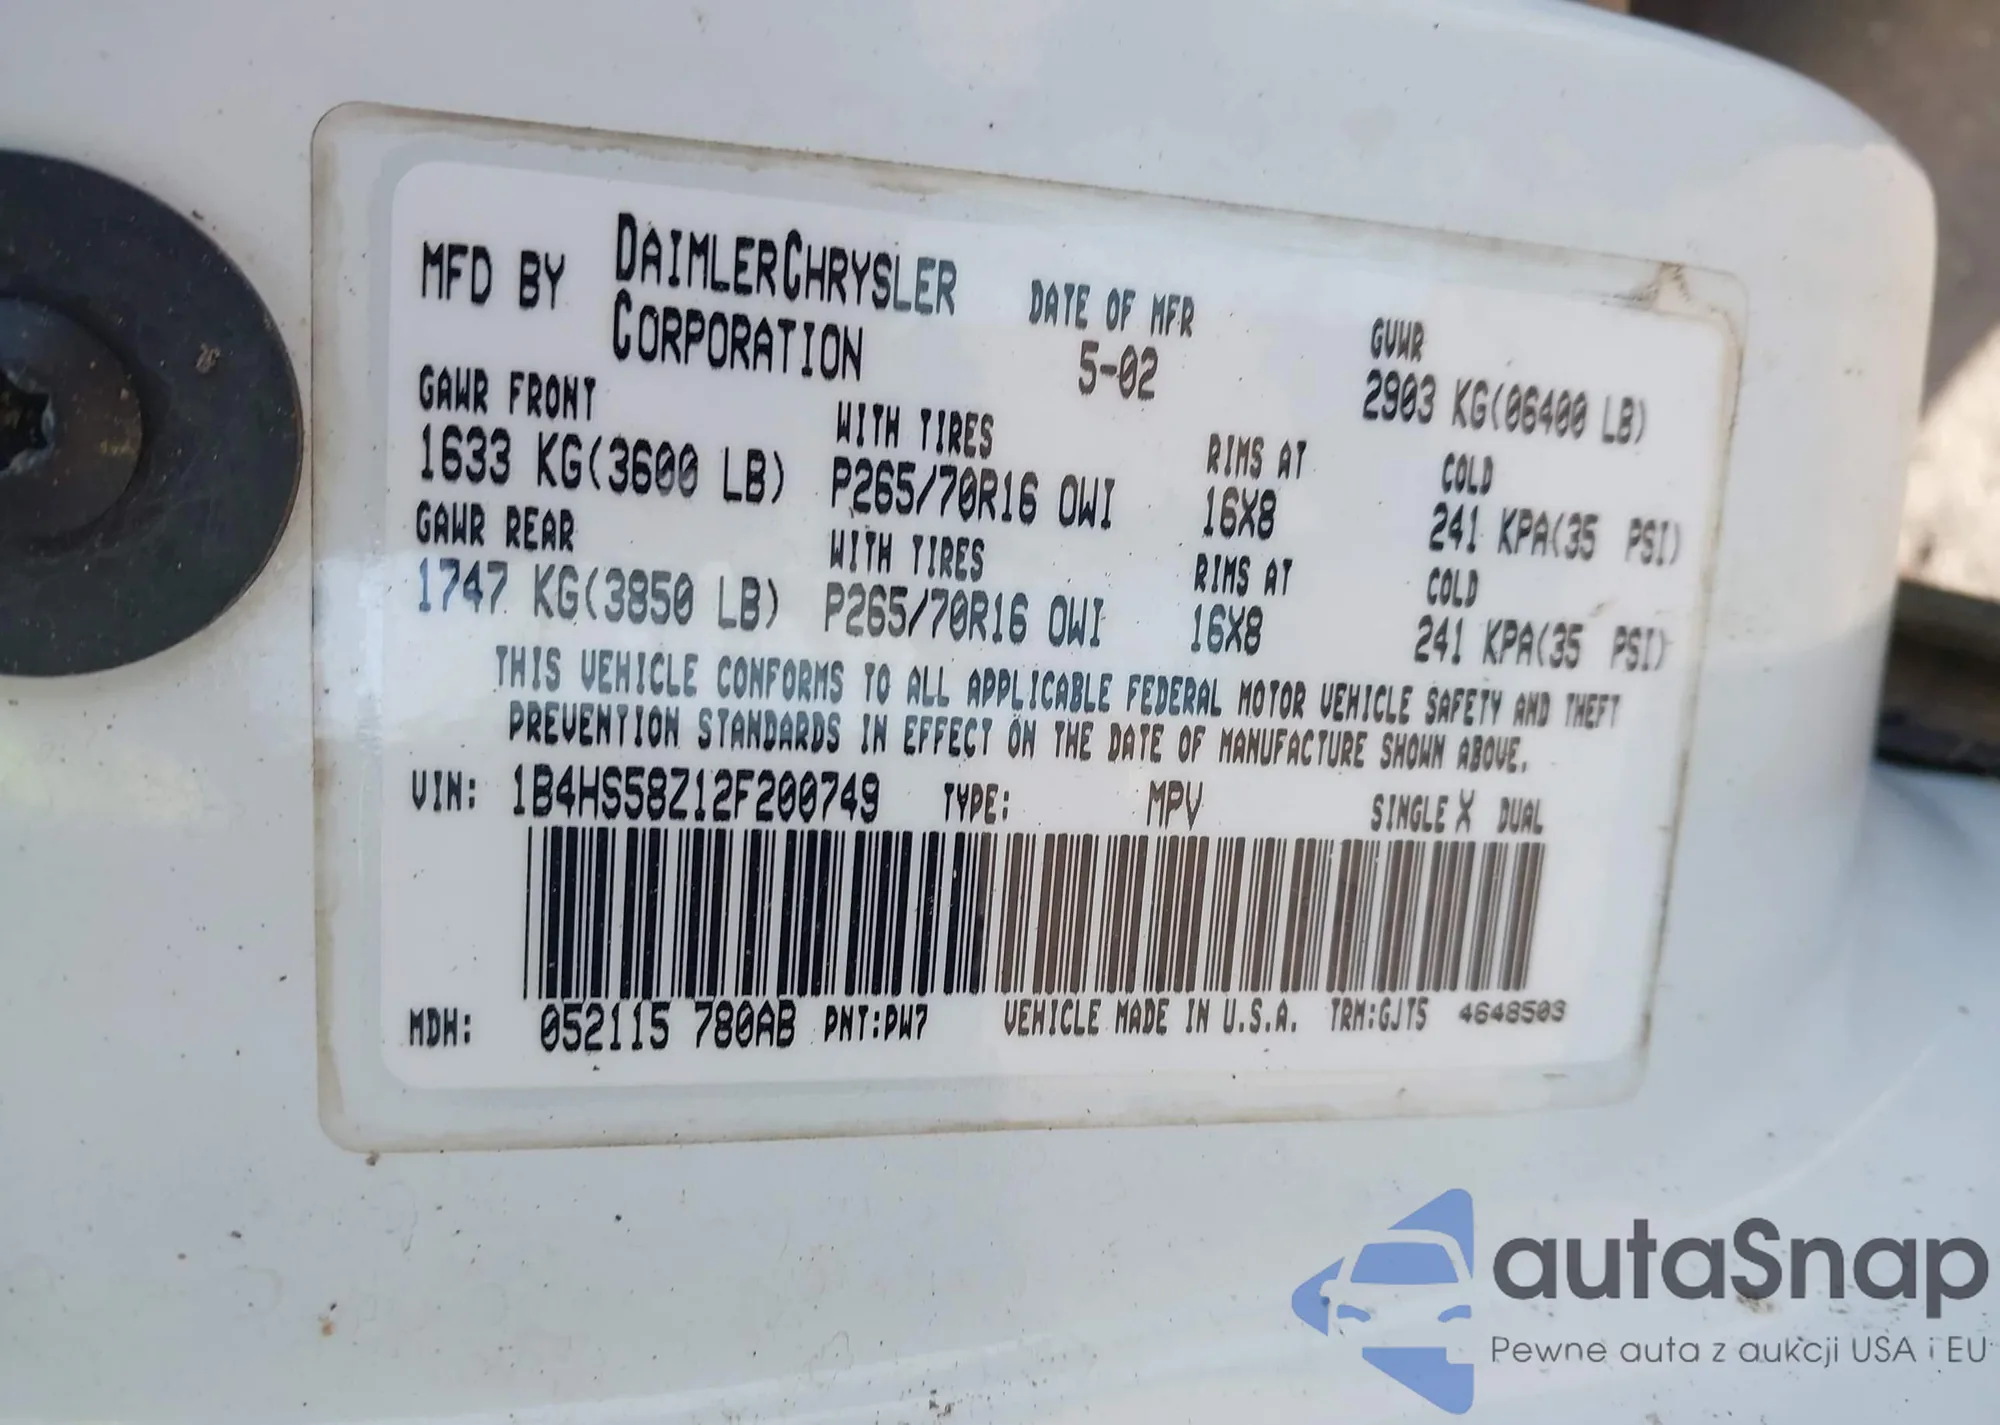 MFD BY DAIMLERCHRYSLER CORPORATION DATE OF MFR 5-02 GVWR 2903 KG(06400 LB)
GAWR FRONT WITH TIRES RIMS AT COLD
1633 KG(3600 LB) P265/70R16 OWI 16X8 241 KPA(35 PSI)
GAWR REAR WITH TIRES RIMS AT COLD
1747 KG(3850 LB) P265/70R16 OWI 16X8 241 KPA(35 PSI)
THIS VEHICLE CONFORMS TO ALL APPLICABLE FEDERAL MOTOR VEHICLE SAFETY AND THEFT
PREVENTION STANDARDS IN EFFECT ON THE DATE OF MANUFACTURE SHOWN ABOVE.
VIN: 1B4HS58Z12F200749 TYPE: MPV SINGLE X DUAL
MDH: 052115 780AB PNT:PW7 VEHICLE MADE IN U.S.A. TRM:GJT5 4648503
autaSnap
Pewne auta z aukcji USA i EU